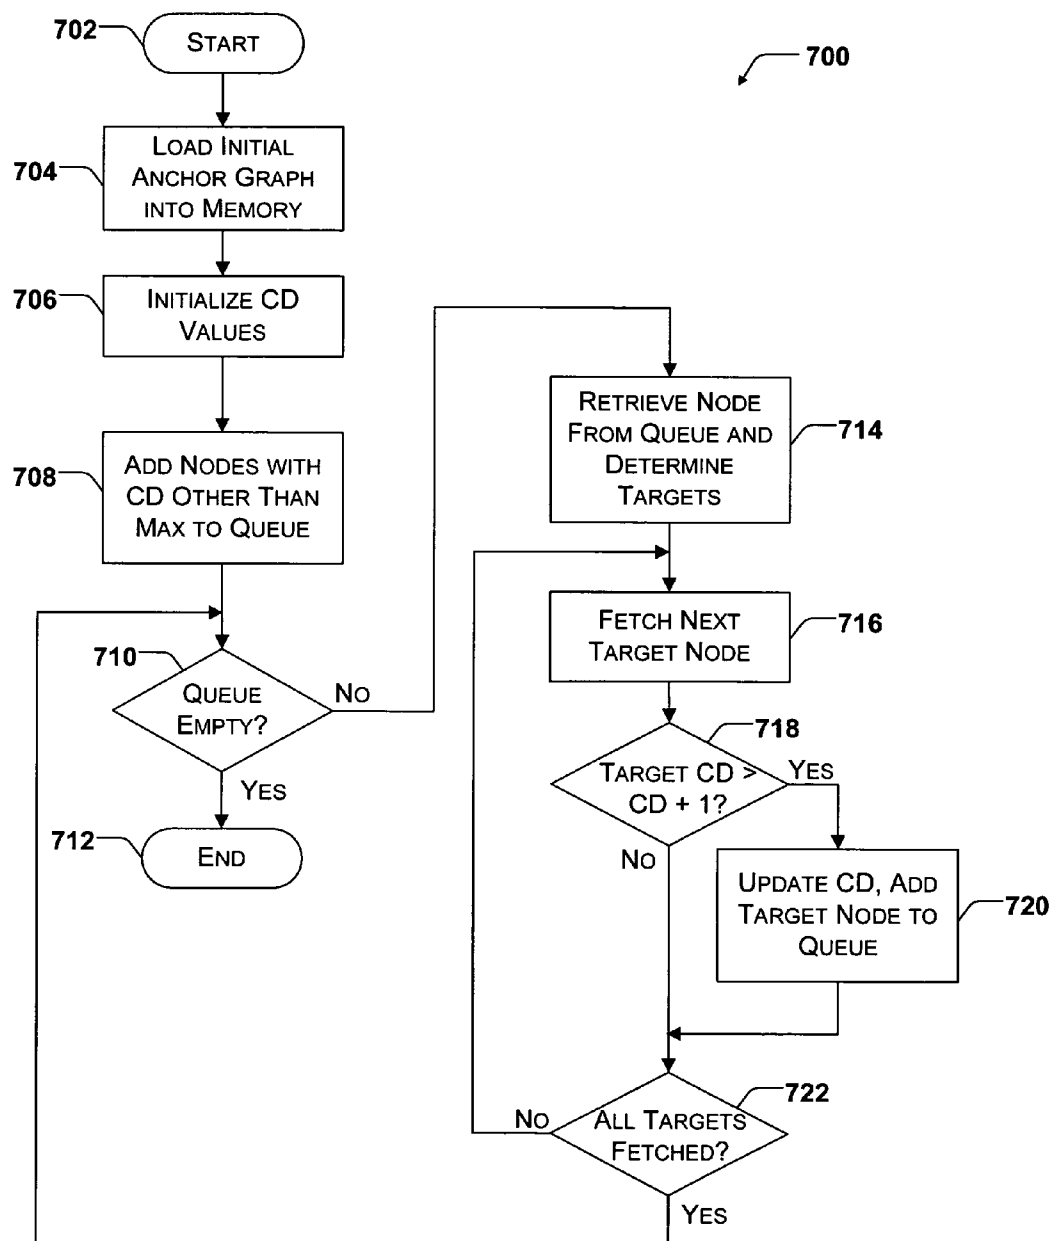 702
START
700
704
LOAD INITIAL
ANCHOR GRAPH
INTO MEMORY
706
INITIALIZE CD
VALUES
708
ADD NODES WITH
CD OTHER THAN
MAX TO QUEUE
710
QUEUE
EMPTY?
NO
YES
712
END
RETRIEVE NODE
FROM QUEUE AND
DETERMINE
TARGETS
714
FETCH NEXT
TARGET NODE
716
718
TARGET CD >
CD + 1?
YES
NO
UPDATE CD, ADD
TARGET NODE TO
QUEUE
720
722
ALL TARGETS
FETCHED?
NO
YES